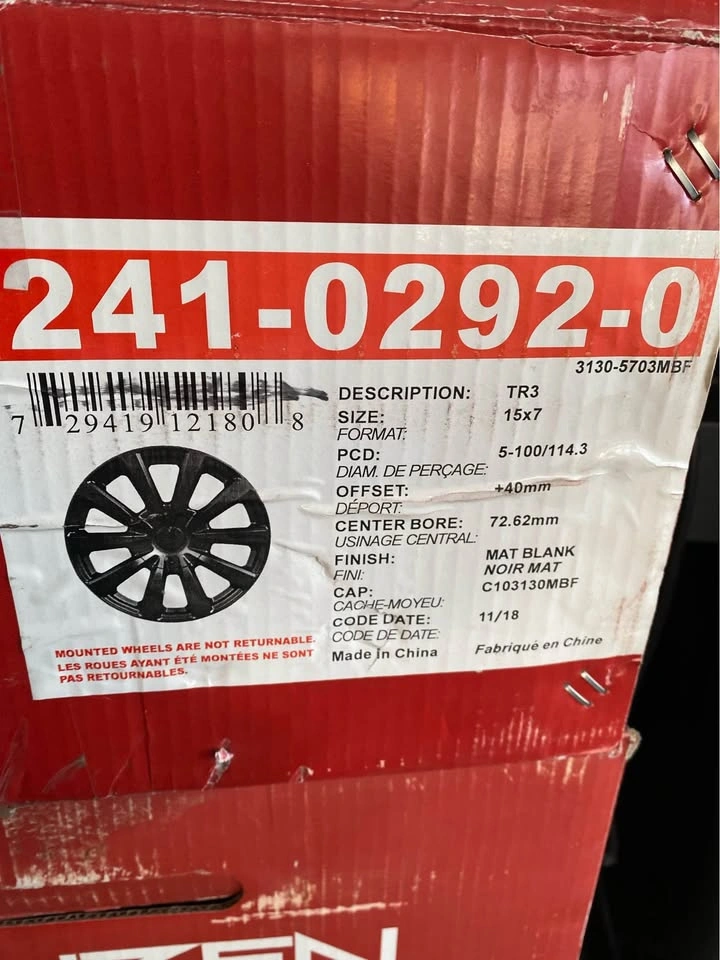 241-0292-0
3130-5703MBF
7 29419 12180 8
DESCRIPTION: TR3
SIZE: 15x7
FORMAT:
PCD: 5-100/114.3
DIAM. DE PERÇAGE:
OFFSET: +40mm
DÉPORT:
CENTER BORE: 72.62mm
USINAGE CENTRAL:
FINISH: MAT BLANK
FINI: NOIR MAT
CAP: C103130MBF
CACHE-MOYEU:
CODE DATE: 11/18
CODE DE DATE:
Made in China Fabriqué en Chine
MOUNTED WHEELS ARE NOT RETURNABLE.
LES ROUES AYANT ÉTÉ MONTÉES NE SONT
PAS RETOURNABLES.